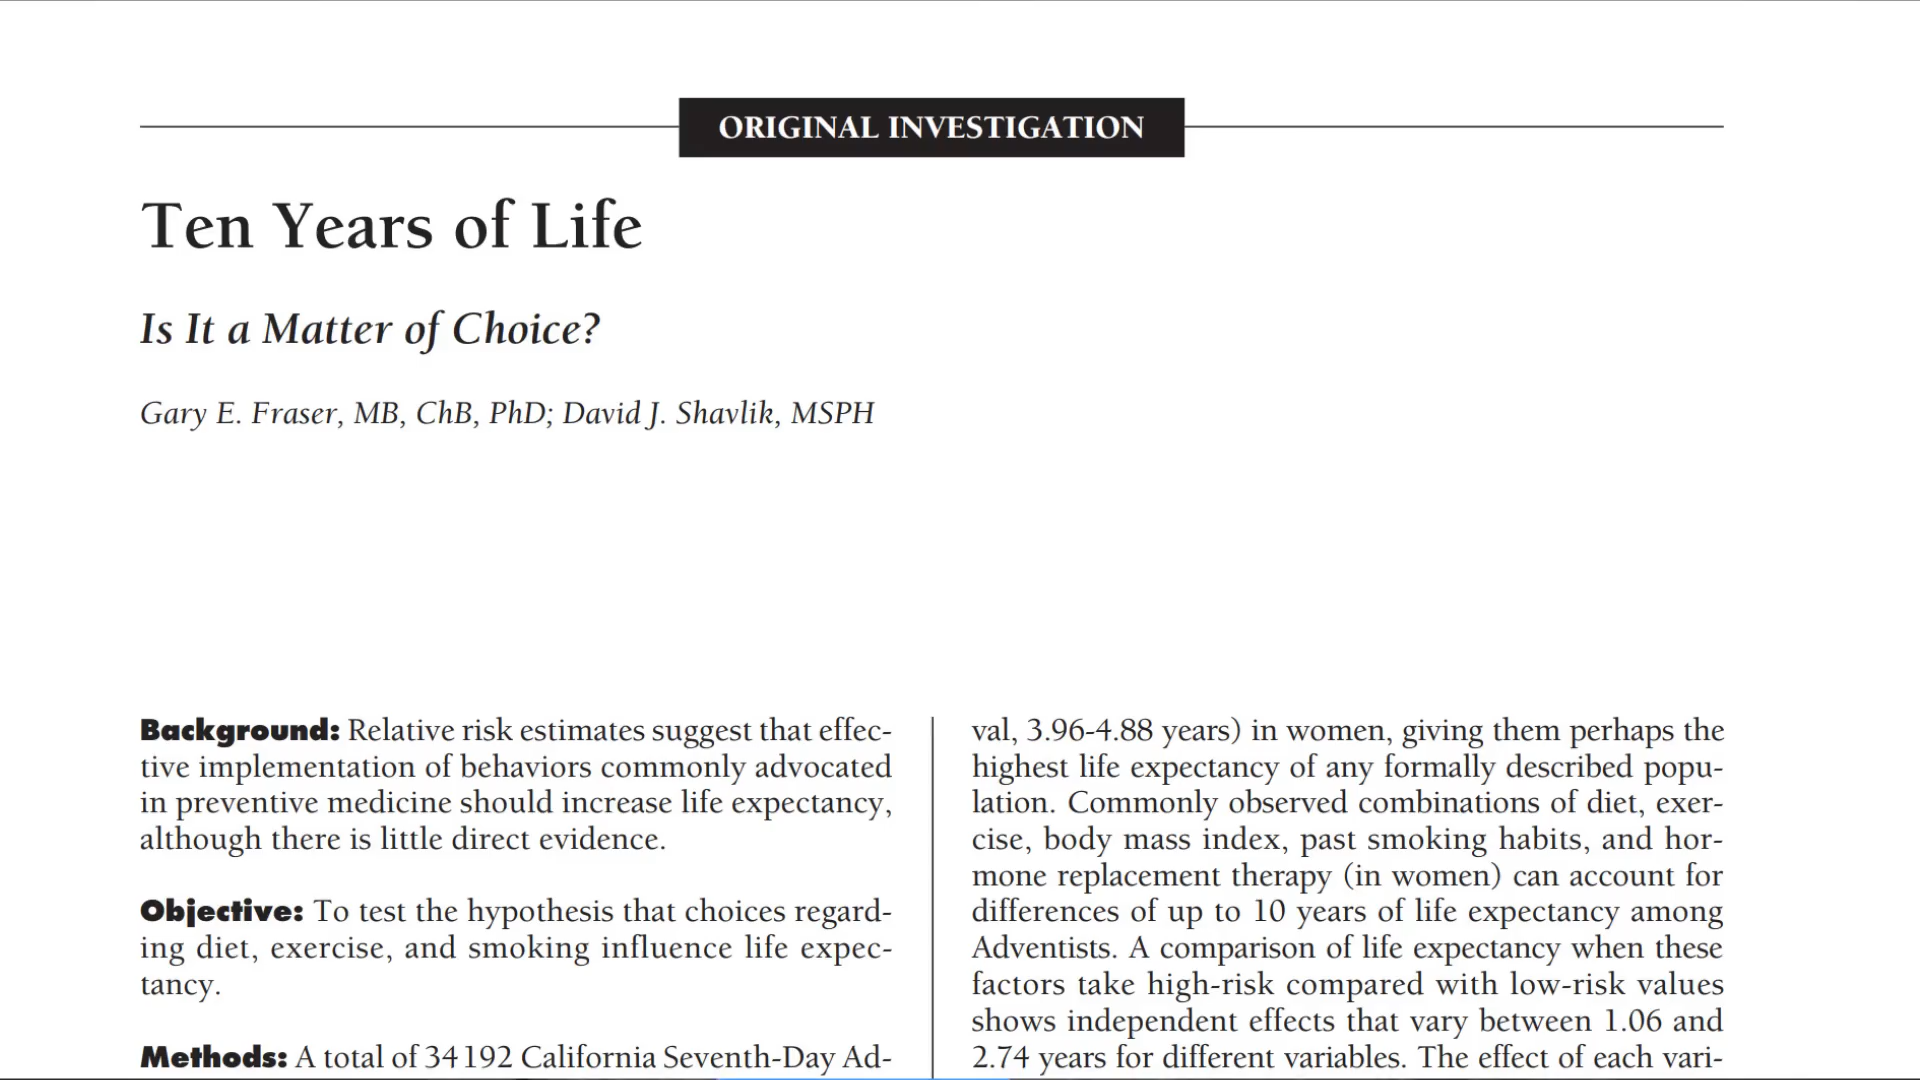 ORIGINAL INVESTIGATION
Ten Years of Life
Is It a Matter of Choice?
Gary E. Fraser, MB, ChB, PhD; David J. Shavlik, MSPH
Background: Relative risk estimates suggest that effec-
tive implementation of behaviors commonly advocated
in preventive medicine should increase life expectancy,
although there is little direct evidence.
Objective: To test the hypothesis that choices regard-
ing diet, exercise, and smoking influence life expec-
tancy.
Methods: A total of 34 192 California Seventh-Day Ad-
val, 3.96-4.88 years) in women, giving them perhaps the
highest life expectancy of any formally described popu-
lation. Commonly observed combinations of diet, exer-
cise, body mass index, past smoking habits, and hor-
mone replacement therapy (in women) can account for
differences of up to 10 years of life expectancy among
Adventists. A comparison of life expectancy when these
factors take high-risk compared with low-risk values
shows independent effects that vary between 1.06 and
2.74 years for different variables. The effect of each vari-